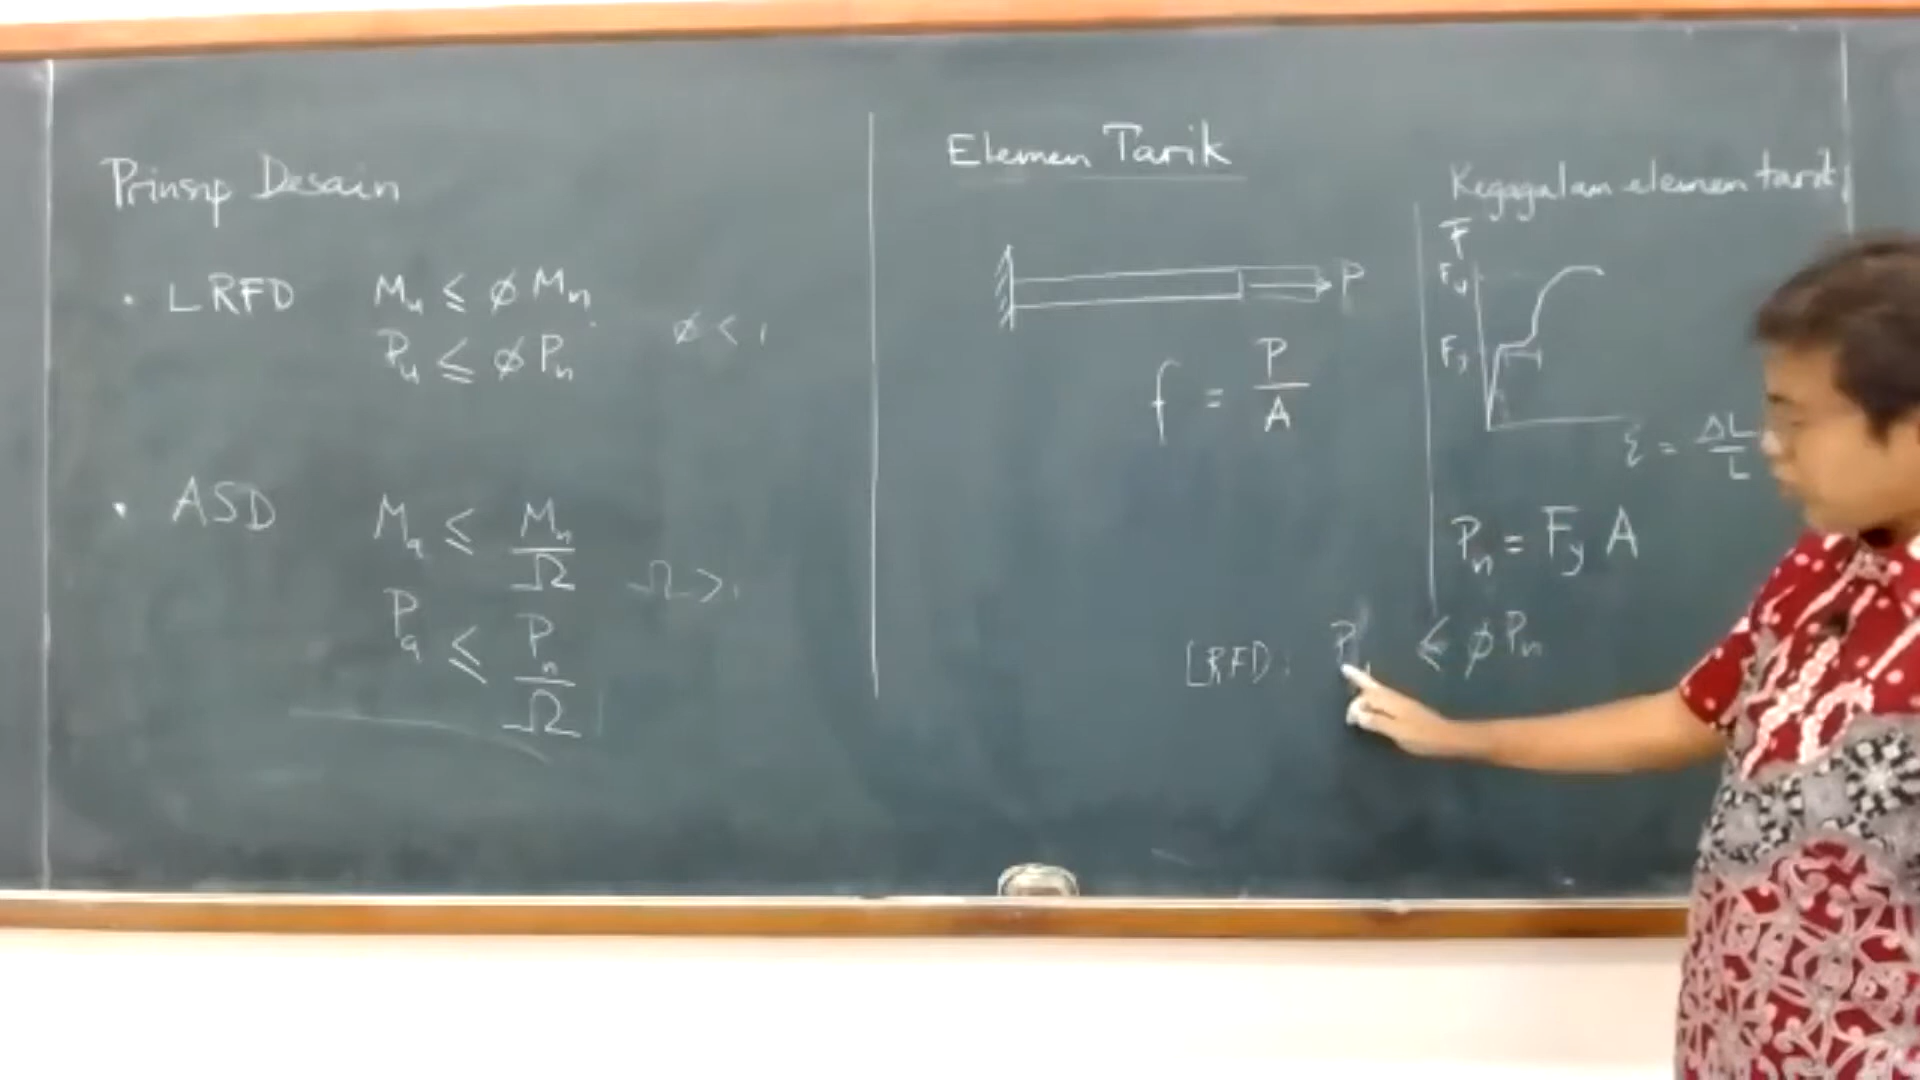 Prinsip Desain
• LRFD Mu ≤ ϕ Mn
Pu ≤ ϕ Pn
ϕ < 1
• ASD Ma ≤ Mn/Ω
Pa ≤ Pn/Ω
Ω > 1
Elemen Tarik
P
f = P/A
LRFD: P ≤ ϕ Pn
Kegagalan elemen tarik
F
Fu
Fy
ε = ΔL/L
Pn = Fy A